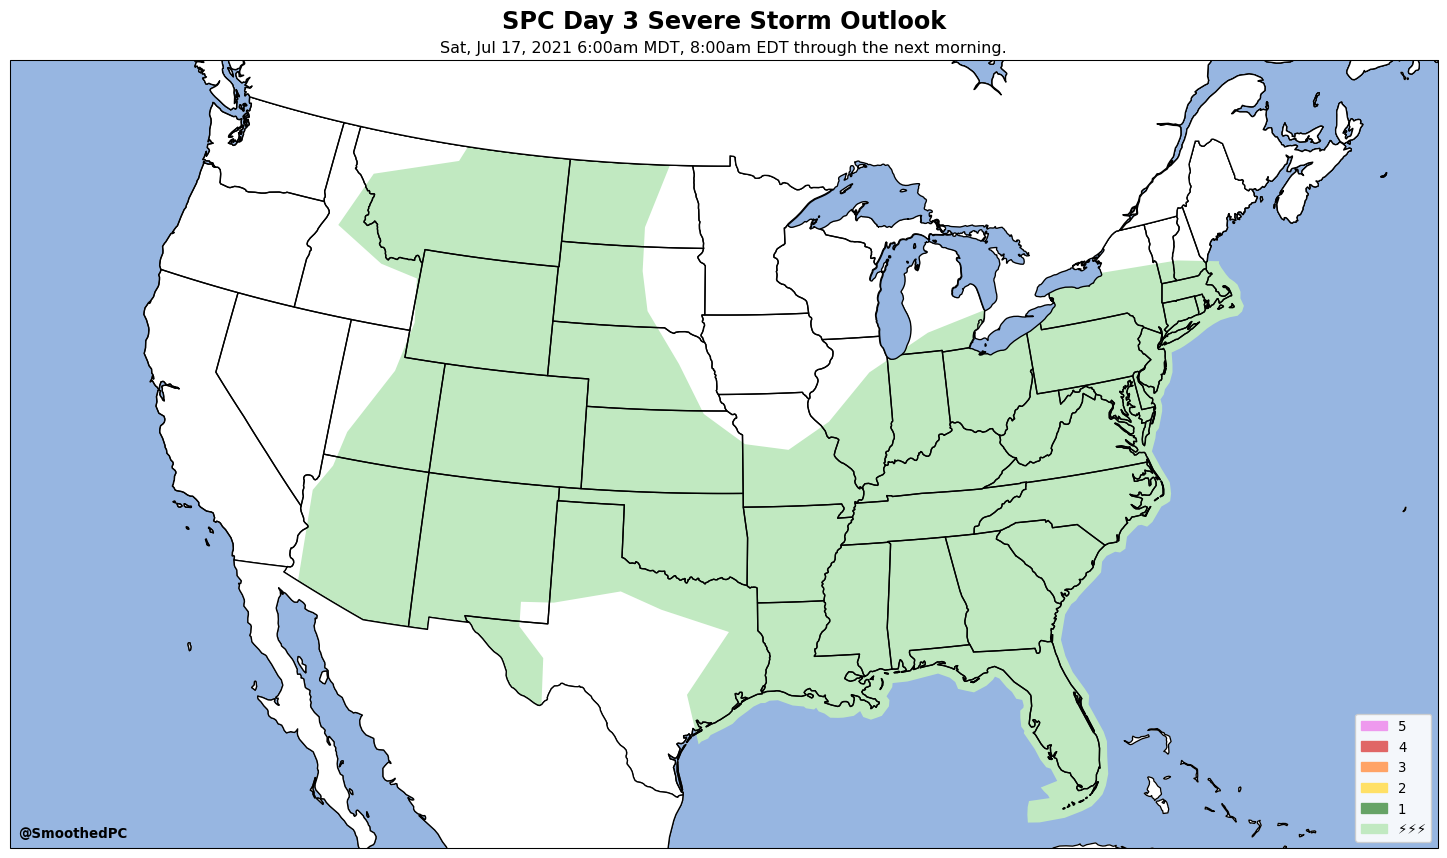 SPC Day 3 Severe Storm Outlook
Sat, Jul 17, 2021 6:00am MDT, 8:00am EDT through the next morning.
5
4
3
2
1
⚡⚡⚡
@SmoothedPC